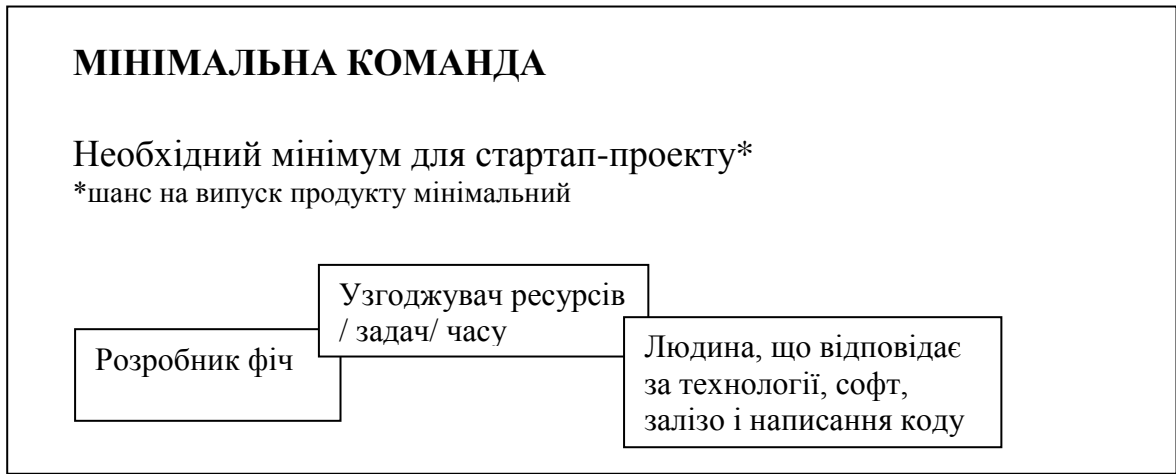 МІНІМАЛЬНА КОМАНДА
Необхідний мінімум для стартап-проекту*
*шанс на випуск продукту мінімальний
Розробник фіч
Узгоджувач ресурсів
/ задач/ часу
Людина, що відповідає
за технології, софт,
залізо і написання коду